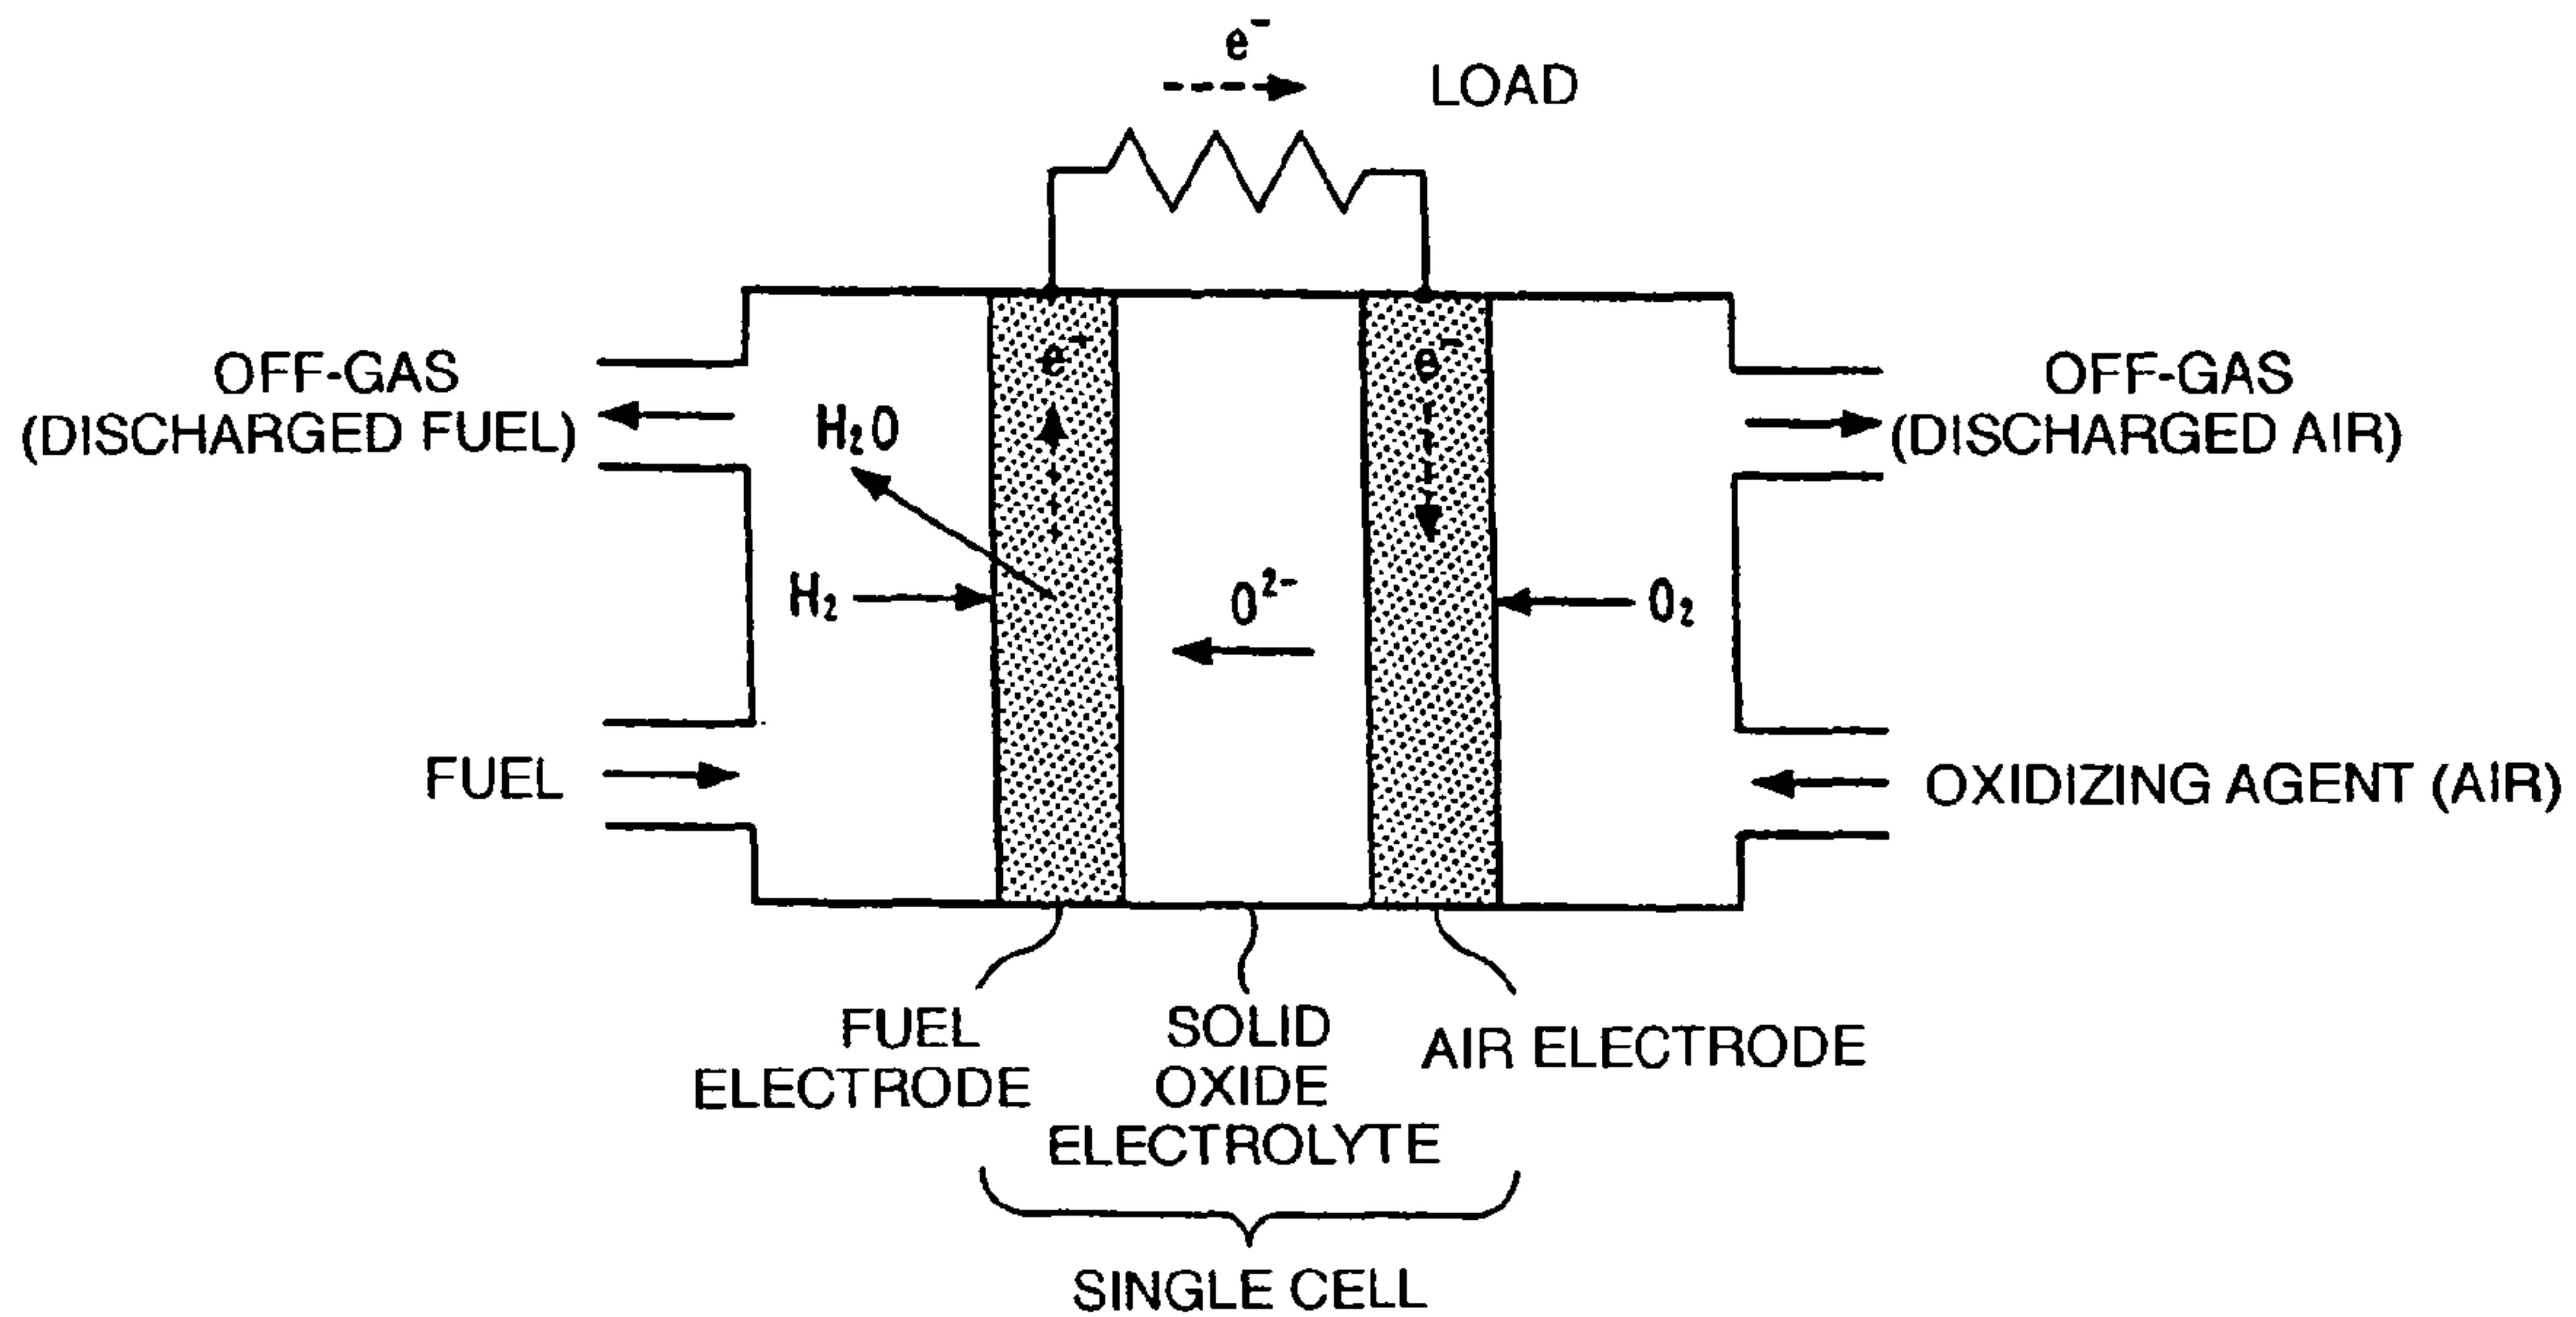 e⁻
LOAD
OFF-GAS
(DISCHARGED FUEL)
H₂O
e⁻
e⁻
OFF-GAS
(DISCHARGED AIR)
H₂
O²⁻
O₂
FUEL
OXIDIZING AGENT (AIR)
FUEL
ELECTRODE
SOLID
OXIDE
ELECTROLYTE
AIR ELECTRODE
SINGLE CELL